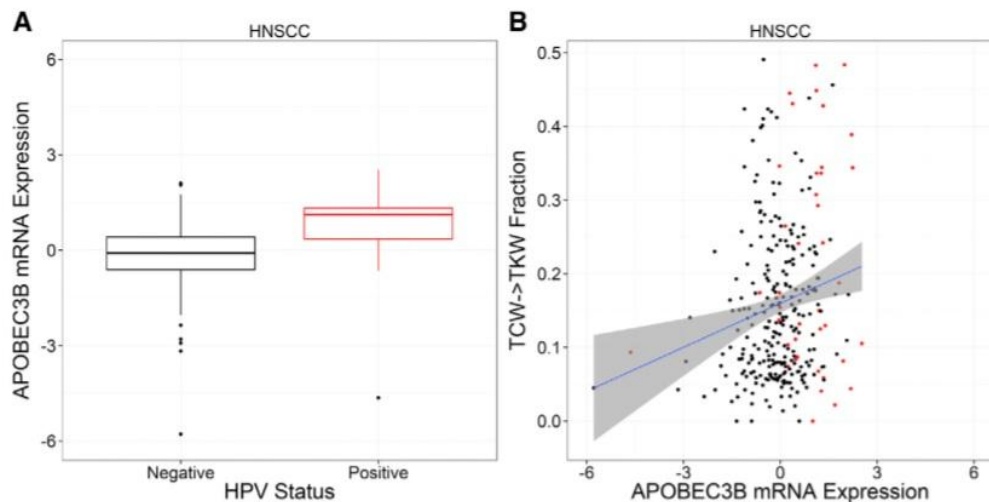 A
HNSCC
APOBEC3B mRNA Expression
6
3
0
-3
-6
Negative
Positive
HPV Status
B
HNSCC
TCW->TKW Fraction
0.5
0.4
0.3
0.2
0.1
0.0
-6
-3
0
3
6
APOBEC3B mRNA Expression